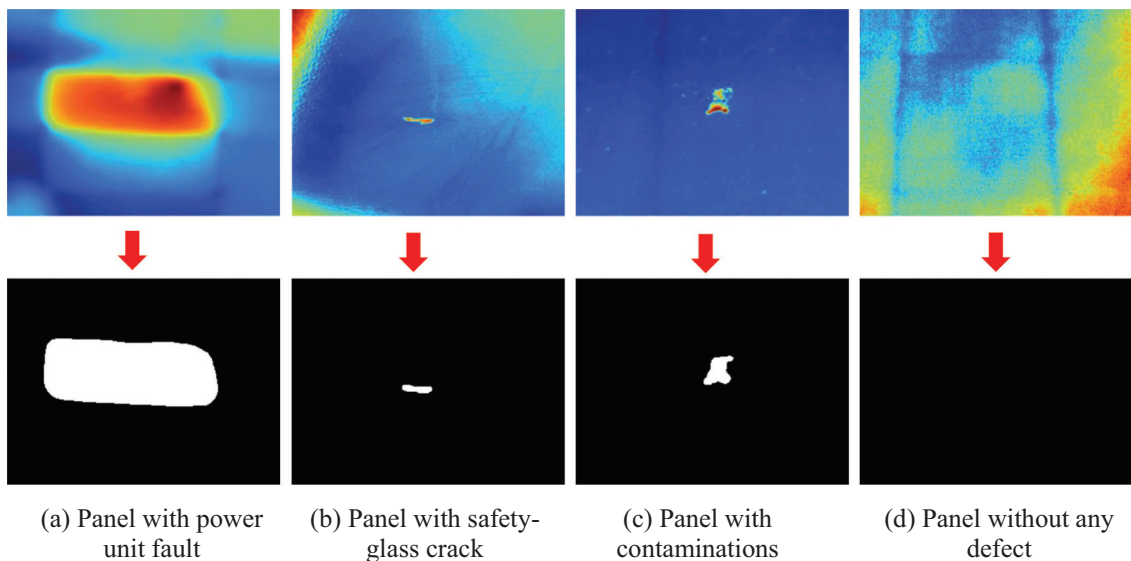 (a) Panel with power
unit fault
(b) Panel with safety-
glass crack
(c) Panel with
contaminations
(d) Panel without any
defect